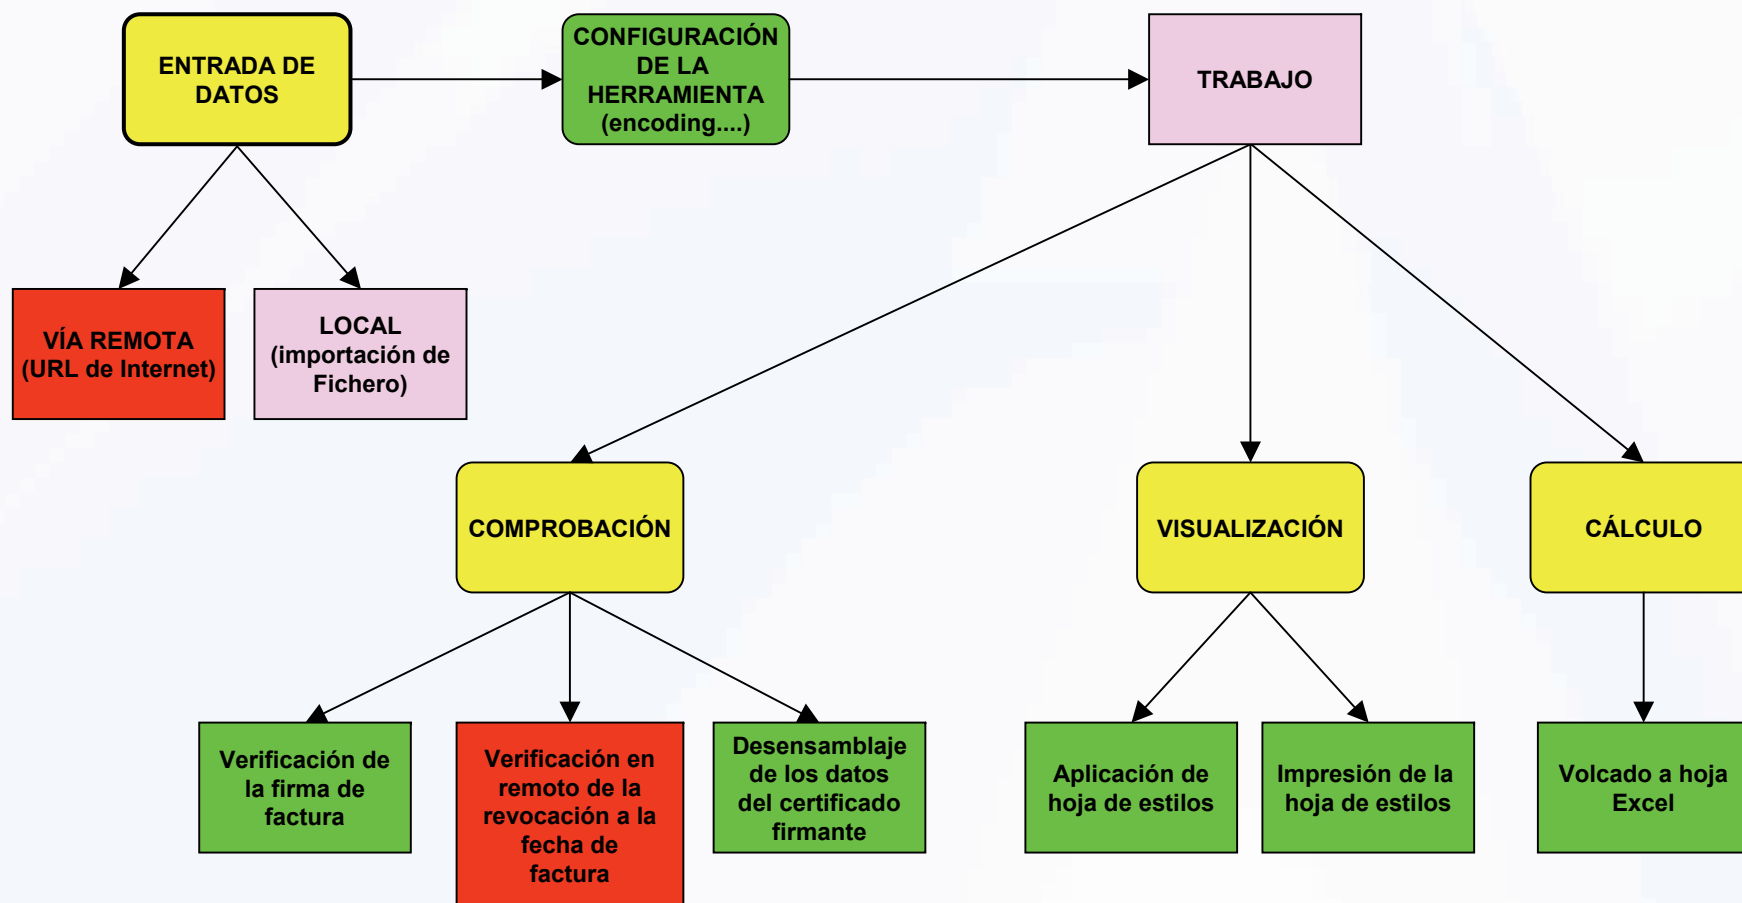 ENTRADA DE
DATOS
CONFIGURACIÓN
DE LA
HERRAMIENTA
(encoding....)
TRABAJO
VÍA REMOTA
(URL de Internet)
LOCAL
(importación de
Fichero)
COMPROBACIÓN
VISUALIZACIÓN
CÁLCULO
Verificación de
la firma de
factura
Verificación en
remoto de la
revocación a la
fecha de
factura
Desensamblaje
de los datos
del certificado
firmante
Aplicación de
hoja de estilos
Impresión de la
hoja de estilos
Volcado a hoja
Excel